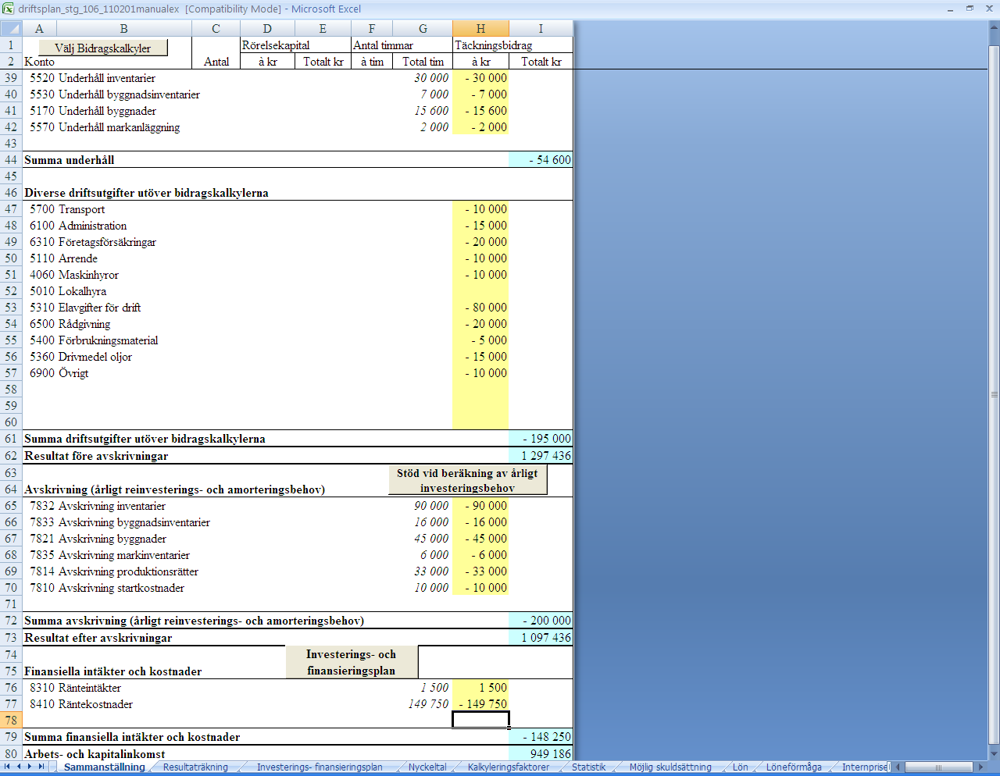 driftsplan_stg_106_110201manualex [Compatibility Mode] - Microsoft Excel
A B C D E F G H I
1 Välj Bidragskalkyler Rörelsekapital Antal timmar Täckningsbidrag
2 Konto Antal à kr Totalt kr à tim Total tim à kr Totalt kr
39 5520 Underhåll inventarier 30 000 - 30 000
40 5530 Underhåll byggnadsinventarier 7 000 - 7 000
41 5170 Underhåll byggnader 15 600 - 15 600
42 5570 Underhåll markanläggning 2 000 - 2 000
43
44 Summa underhåll - 54 600
45
46 Diverse driftsutgifter utöver bidragskalkylerna
47 5700 Transport - 10 000
48 6100 Administration - 15 000
49 6310 Företagsförsäkringar - 20 000
50 5110 Arrende - 10 000
51 4060 Maskinhyror - 10 000
52 5010 Lokalhyra
53 5310 Elavgifter för drift - 80 000
54 6500 Rådgivning - 20 000
55 5400 Förbrukningsmaterial - 5 000
56 5360 Drivmedel oljor - 15 000
57 6900 Övrigt - 10 000
58
59
60
61 Summa driftsutgifter utöver bidragskalkylerna - 195 000
62 Resultat före avskrivningar 1 297 436
63 Stöd vid beräkning av årligt
64 Avskrivning (årligt reinvesterings- och amorteringsbehov) investeringsbehov
65 7832 Avskrivning inventarier 90 000 - 90 000
66 7833 Avskrivning byggnadsinventarier 16 000 - 16 000
67 7821 Avskrivning byggnader 45 000 - 45 000
68 7835 Avskrivning markinventarier 6 000 - 6 000
69 7814 Avskrivning produktionsrätter 33 000 - 33 000
70 7810 Avskrivning startkostnader 10 000 - 10 000
71
72 Summa avskrivning (årligt reinvesterings- och amorteringsbehov) - 200 000
73 Resultat efter avskrivningar 1 097 436
74 Investerings- och
75 Finansiella intäkter och kostnader finansieringsplan
76 8310 Ränteintäkter 1 500 1 500
77 8410 Räntekostnader 149 750 - 149 750
78
79 Summa finansiella intäkter och kostnader - 148 250
80 Arbets- och kapitalinkomst 949 186
Sammanställning Resultaträkning Investerings- finansieringsplan Nyckeltal Kalkyleringsfaktorer Statistik Möjlig skuldsättning Lön Löneförmåga Internprise